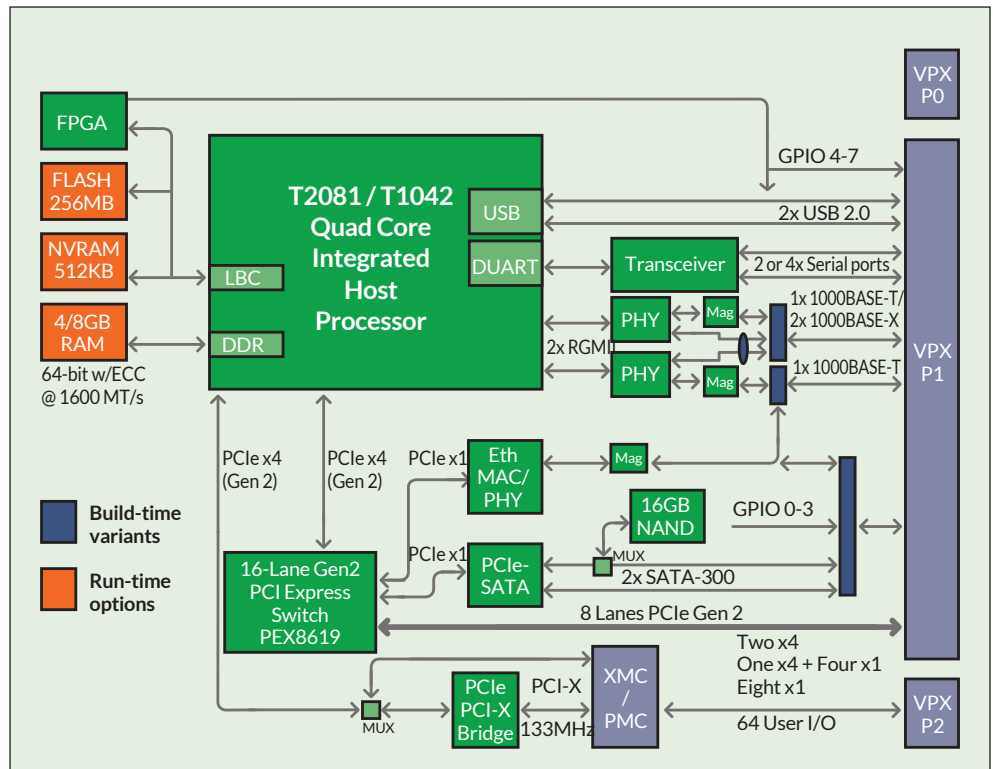 VPX
P0
FPGA
GPIO 4-7
FLASH
256MB
T2081 / T1042
Quad Core
Integrated
Host
Processor
USB
2x USB 2.0
NVRAM
512KB
DUART
Transceiver
2 or 4x Serial ports
LBC
4/8GB
RAM
DDR
64-bit w/ECC
@ 1600 MT/s
PHY
Mag
1x 1000BASE-T/
2x 1000BASE-X
2x RGMII
PHY
Mag
1x 1000BASE-T
VPX
P1
PCIe x4
(Gen 2)
PCIe x4
(Gen 2)
PCIe x1
Eth
MAC/
PHY
Mag
16GB
NAND
GPIO 0-3
Build-time
variants
Run-time
options
PCIe x1
MUX
16-Lane Gen2
PCI Express
Switch
PEX8619
PCIe-
SATA
2x SATA-300
8 Lanes PCIe Gen 2
Two x4
One x4 + Four x1
Eight x1
MUX
PCIe
PCI-X
Bridge
PCI-X
133MHz
XMC
/
PMC
64 User I/O
VPX
P2